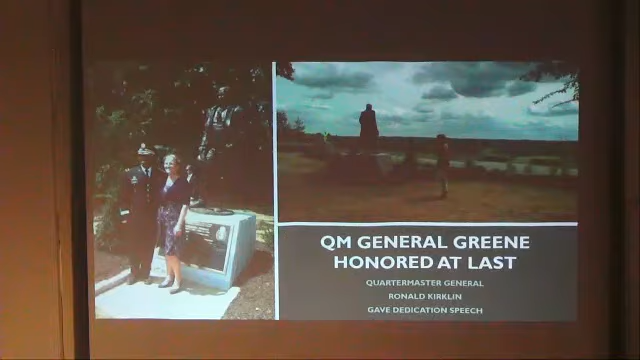 QM GENERAL GREENE
HONORED AT LAST
QUARTERMASTER GENERAL
RONALD KIRKLIN
GAVE DEDICATION SPEECH